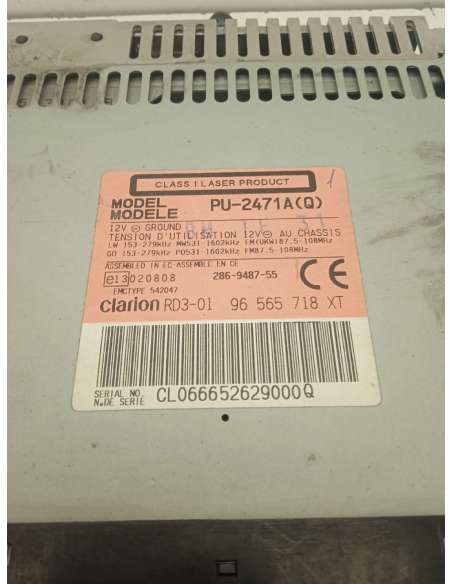 CLASS 1 LASER PRODUCT
1
MODEL PU-2471A(Q)
MODELE
12V ⊖ GROUND
TENSION D'UTILISATION 12V ⊖ AU CHASSIS
LW 153-279kHz MW531-1602kHz FM(UKW)87.5-108MHz
GO 153-279kHz PO531-1602kHz FM87.5-108MHz
ASSEMBLED IN EC ASSEMBLE EN CE
e13 020808 286-9487-55 CE
EMCTYPE 542047
clarion RD3-01 96 565 718 XT
SERIAL NO.
N.DE SERIE CL066652629000Q